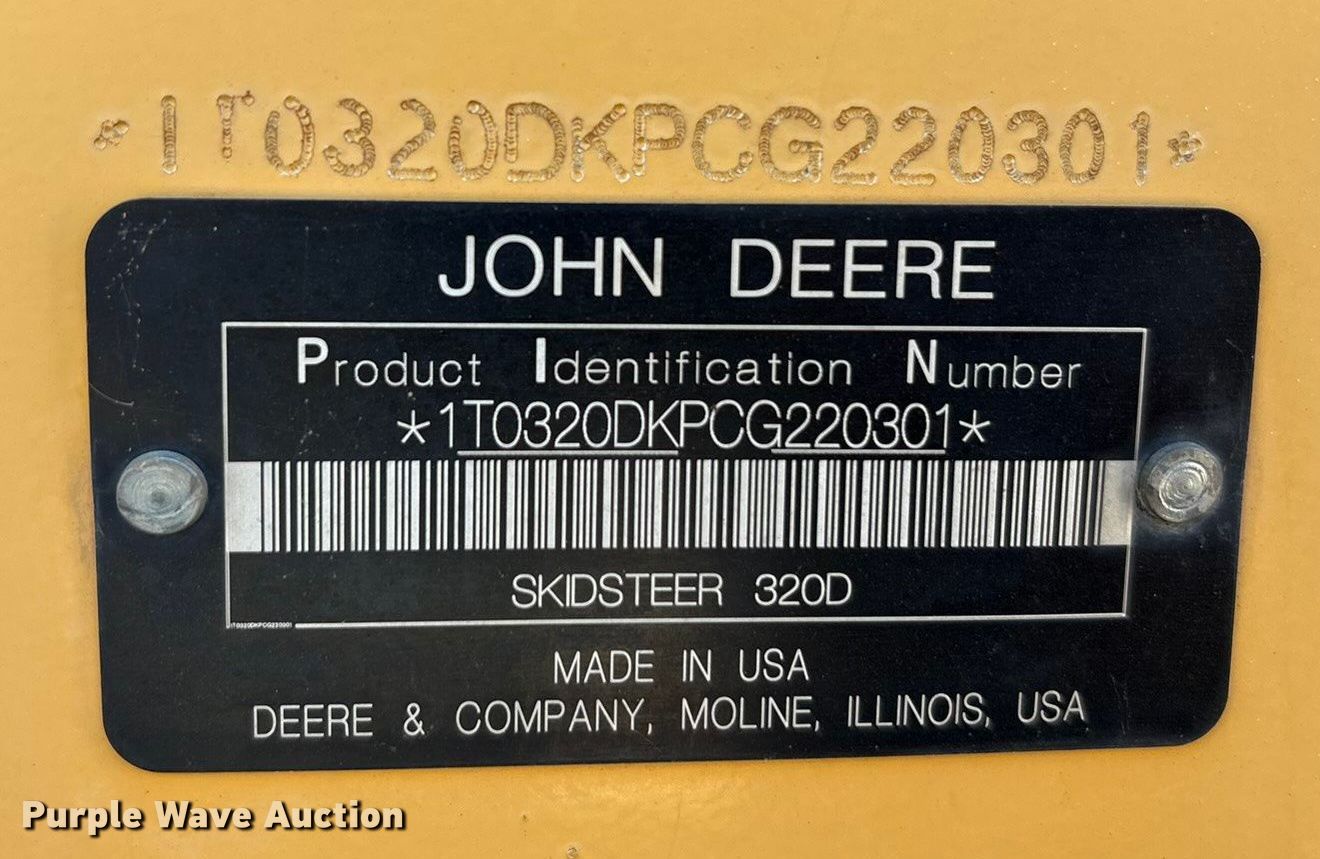 *1T0320DKPCG220301*
JOHN DEERE
Product Identification Number
*1T0320DKPCG220301*
SKIDSTEER 320D
1T0320DKPCG220301
MADE IN USA
DEERE & COMPANY, MOLINE, ILLINOIS, USA
Purple Wave Auction